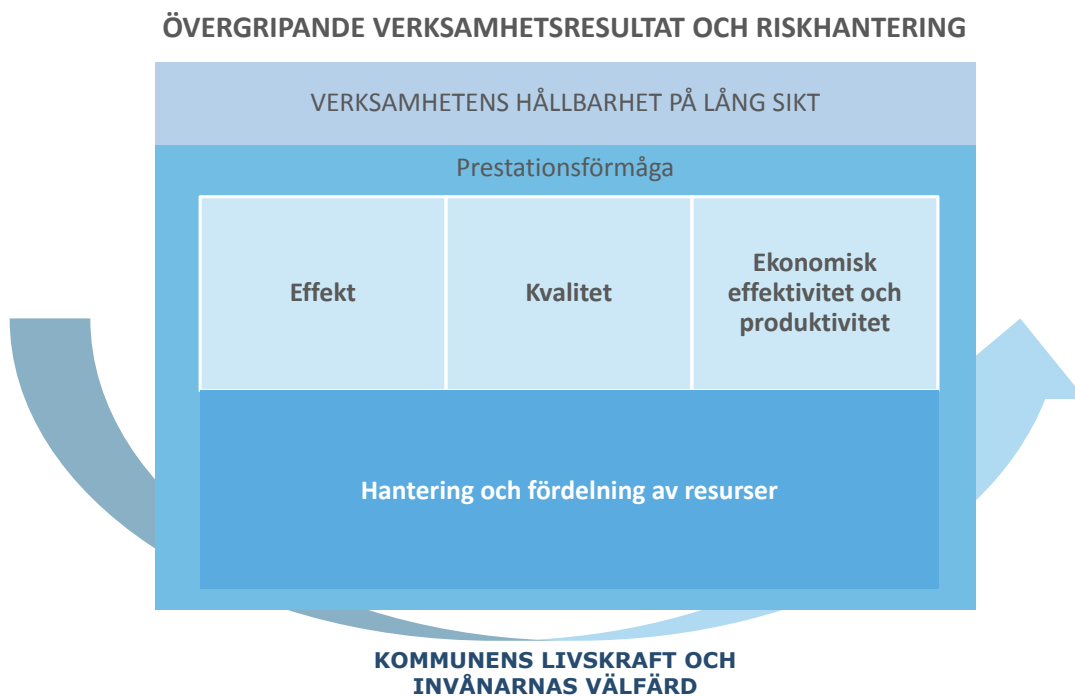 ÖVERGRIPANDE VERKSAMHETSRESULTAT OCH RISKHANTERING
VERKSAMHETENS HÅLLBARHET PÅ LÅNG SIKT
Prestationsförmåga
Effekt
Kvalitet
Ekonomisk
effektivitet och
produktivitet
Hantering och fördelning av resurser
KOMMUNENS LIVSKRAFT OCH
INVÅNARNAS VÄLFÄRD